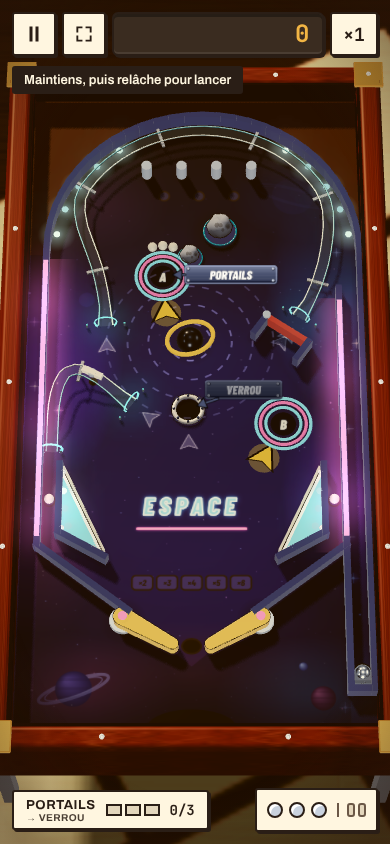 0
×1
Maintiens, puis relâche pour lancer
A
PORTAILS
VERROU
B
ESPACE
PORTAILS
→ VERROU
0/3